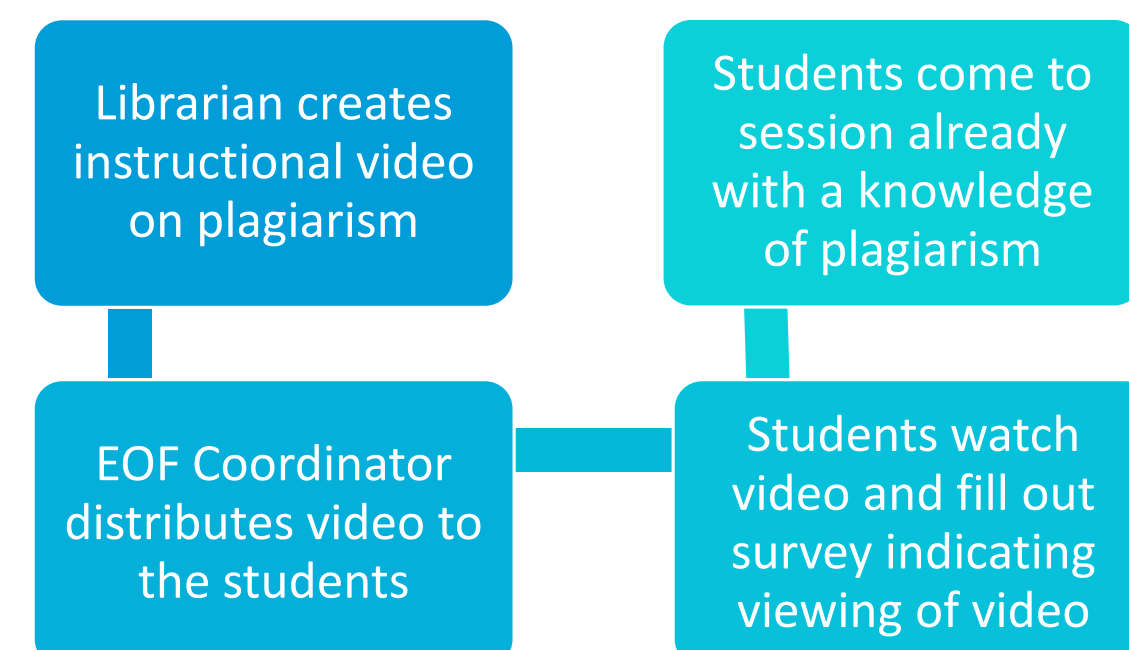 Librarian creates
instructional video
on plagiarism
EOF Coordinator
distributes video to
the students
Students watch
video and fill out
survey indicating
viewing of video
Students come to
session already
with a knowledge
of plagiarism